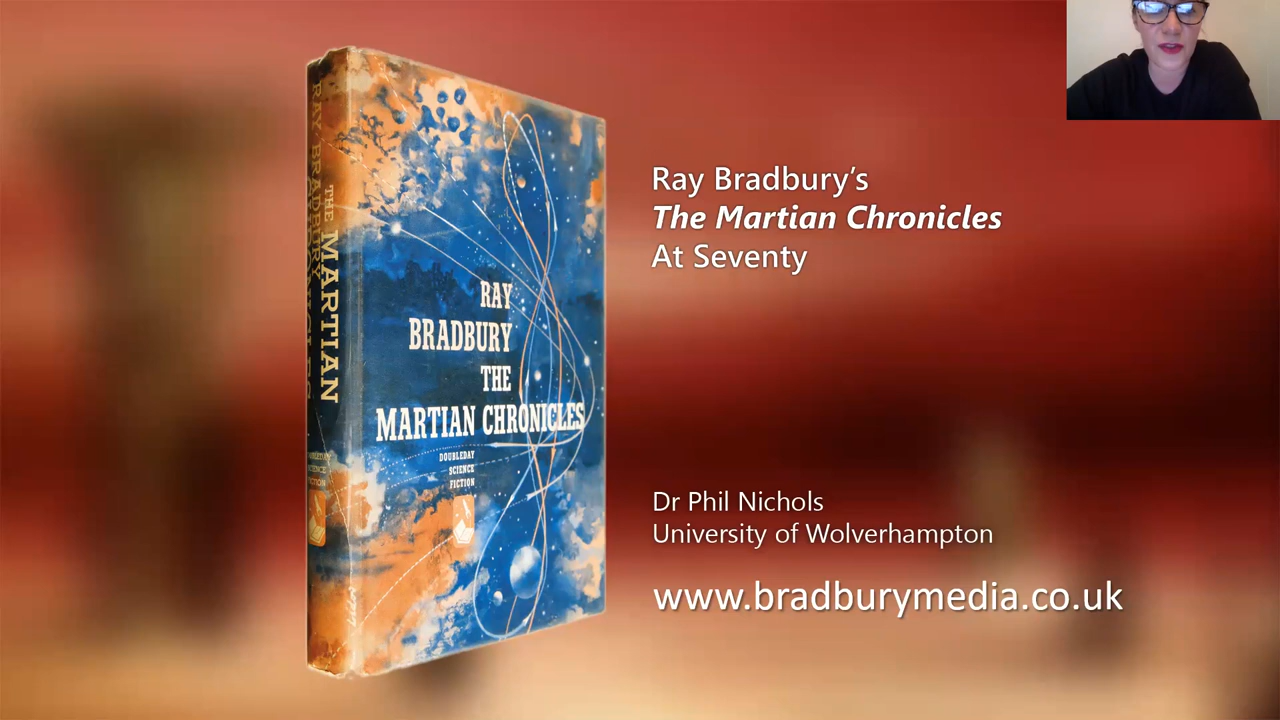 Ray Bradbury's
The Martian Chronicles
At Seventy
RAY
BRADBURY
THE
MARTIAN CHRONICLES
DOUBLEDAY
SCIENCE
FICTION
RAY BRADBURY
THE MARTIAN
CHRONICLES
Dr Phil Nichols
University of Wolverhampton
www.bradburymedia.co.uk